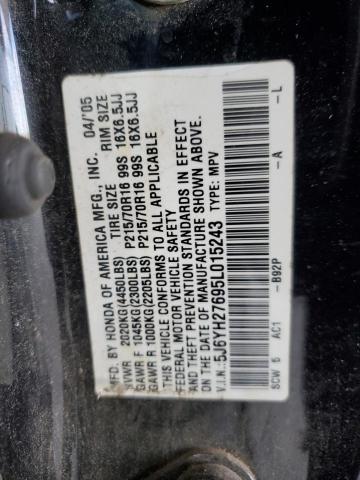 MFD. BY HONDA OF AMERICA MFG., INC. 04/'05
TIRE SIZE RIM SIZE
GVWR 2020KG(4450LBS)
GAWR F 1045KG(2300LBS) P215/70R16 99S 16X6.5JJ
GAWR R 1000KG(2205LBS) P215/70R16 99S 16X6.5JJ
THIS VEHICLE CONFORMS TO ALL APPLICABLE
FEDERAL MOTOR VEHICLE SAFETY
AND THEFT PREVENTION STANDARDS IN EFFECT
ON THE DATE OF MANUFACTURE SHOWN ABOVE.
V.I.N.:5J6YH27695L015243 TYPE: MPV
SCW 5 AC1 -B92P -A -L